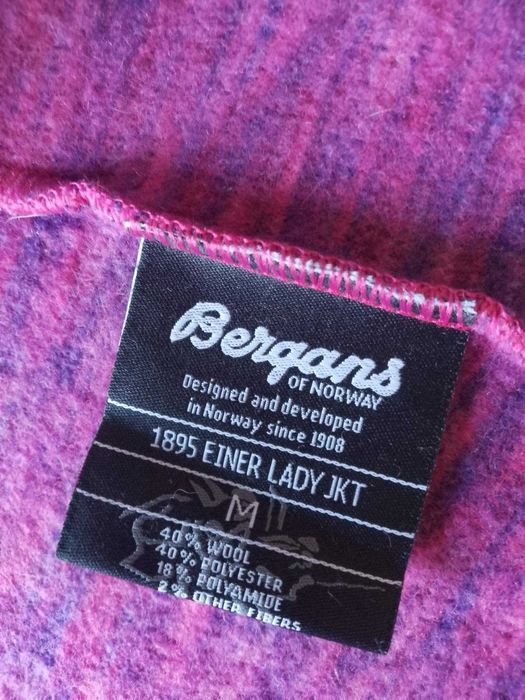 Bergans
OF NORWAY
Designed and developed
in Norway since 1908
1895 EINER LADY JKT
M
40% WOOL
40% POLYESTER
18% POLYAMIDE
2% OTHER FIBERS